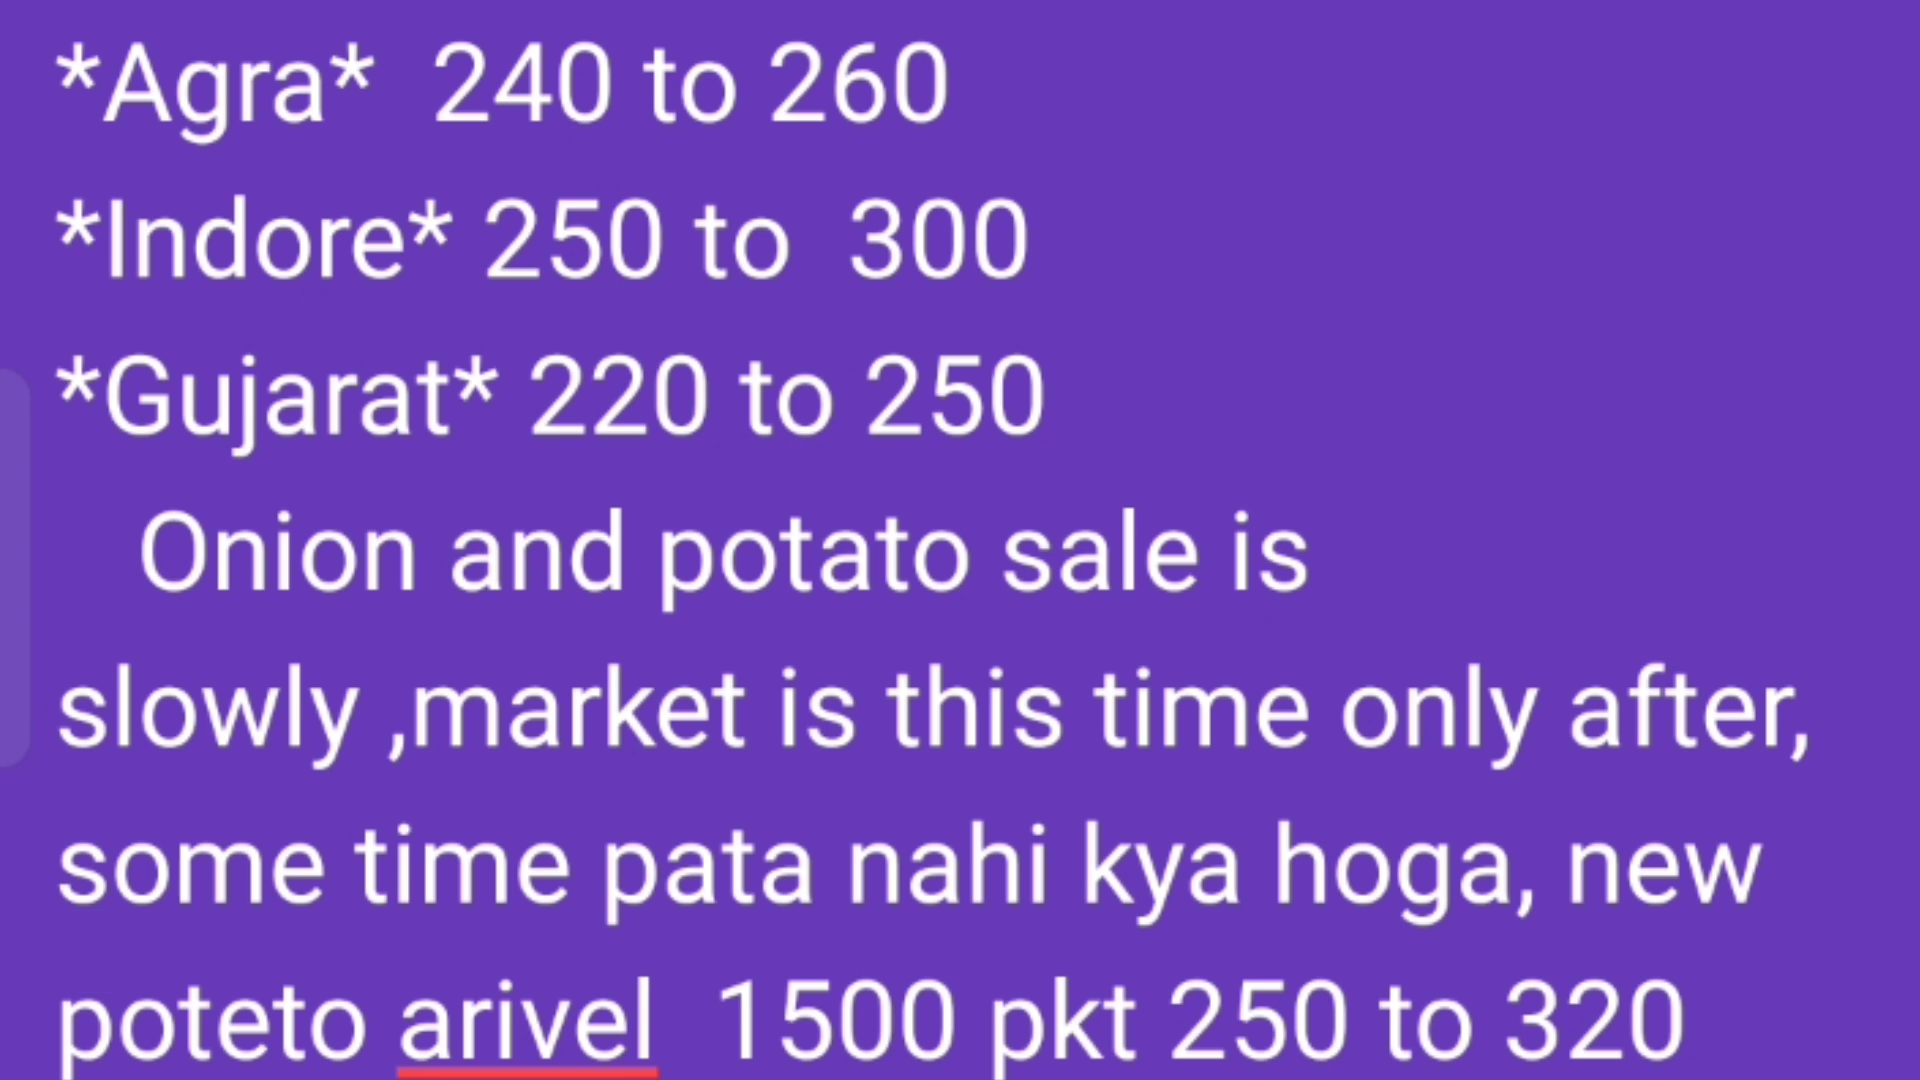 *Agra*  240 to 260
*Indore* 250 to  300
*Gujarat* 220 to 250
Onion and potato sale is
slowly ,market is this time only after,
some time pata nahi kya hoga, new
poteto arivel  1500 pkt 250 to 320